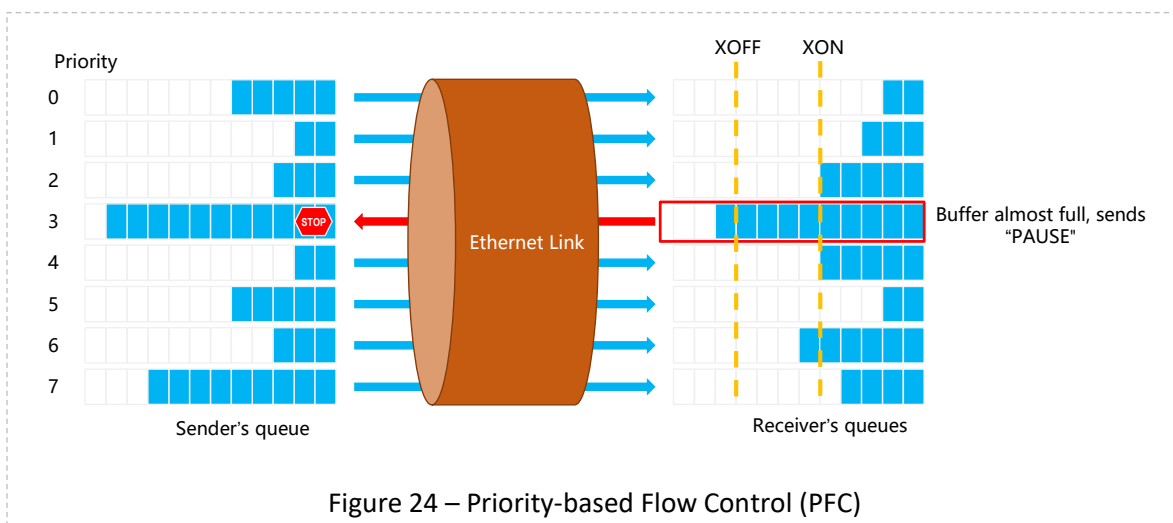 XOFF XON
Priority
0
1
2
3 STOP
Buffer almost full, sends
“PAUSE"
Ethernet Link
4
5
6
7
Sender's queue Receiver's queues
Figure 24 – Priority-based Flow Control (PFC)